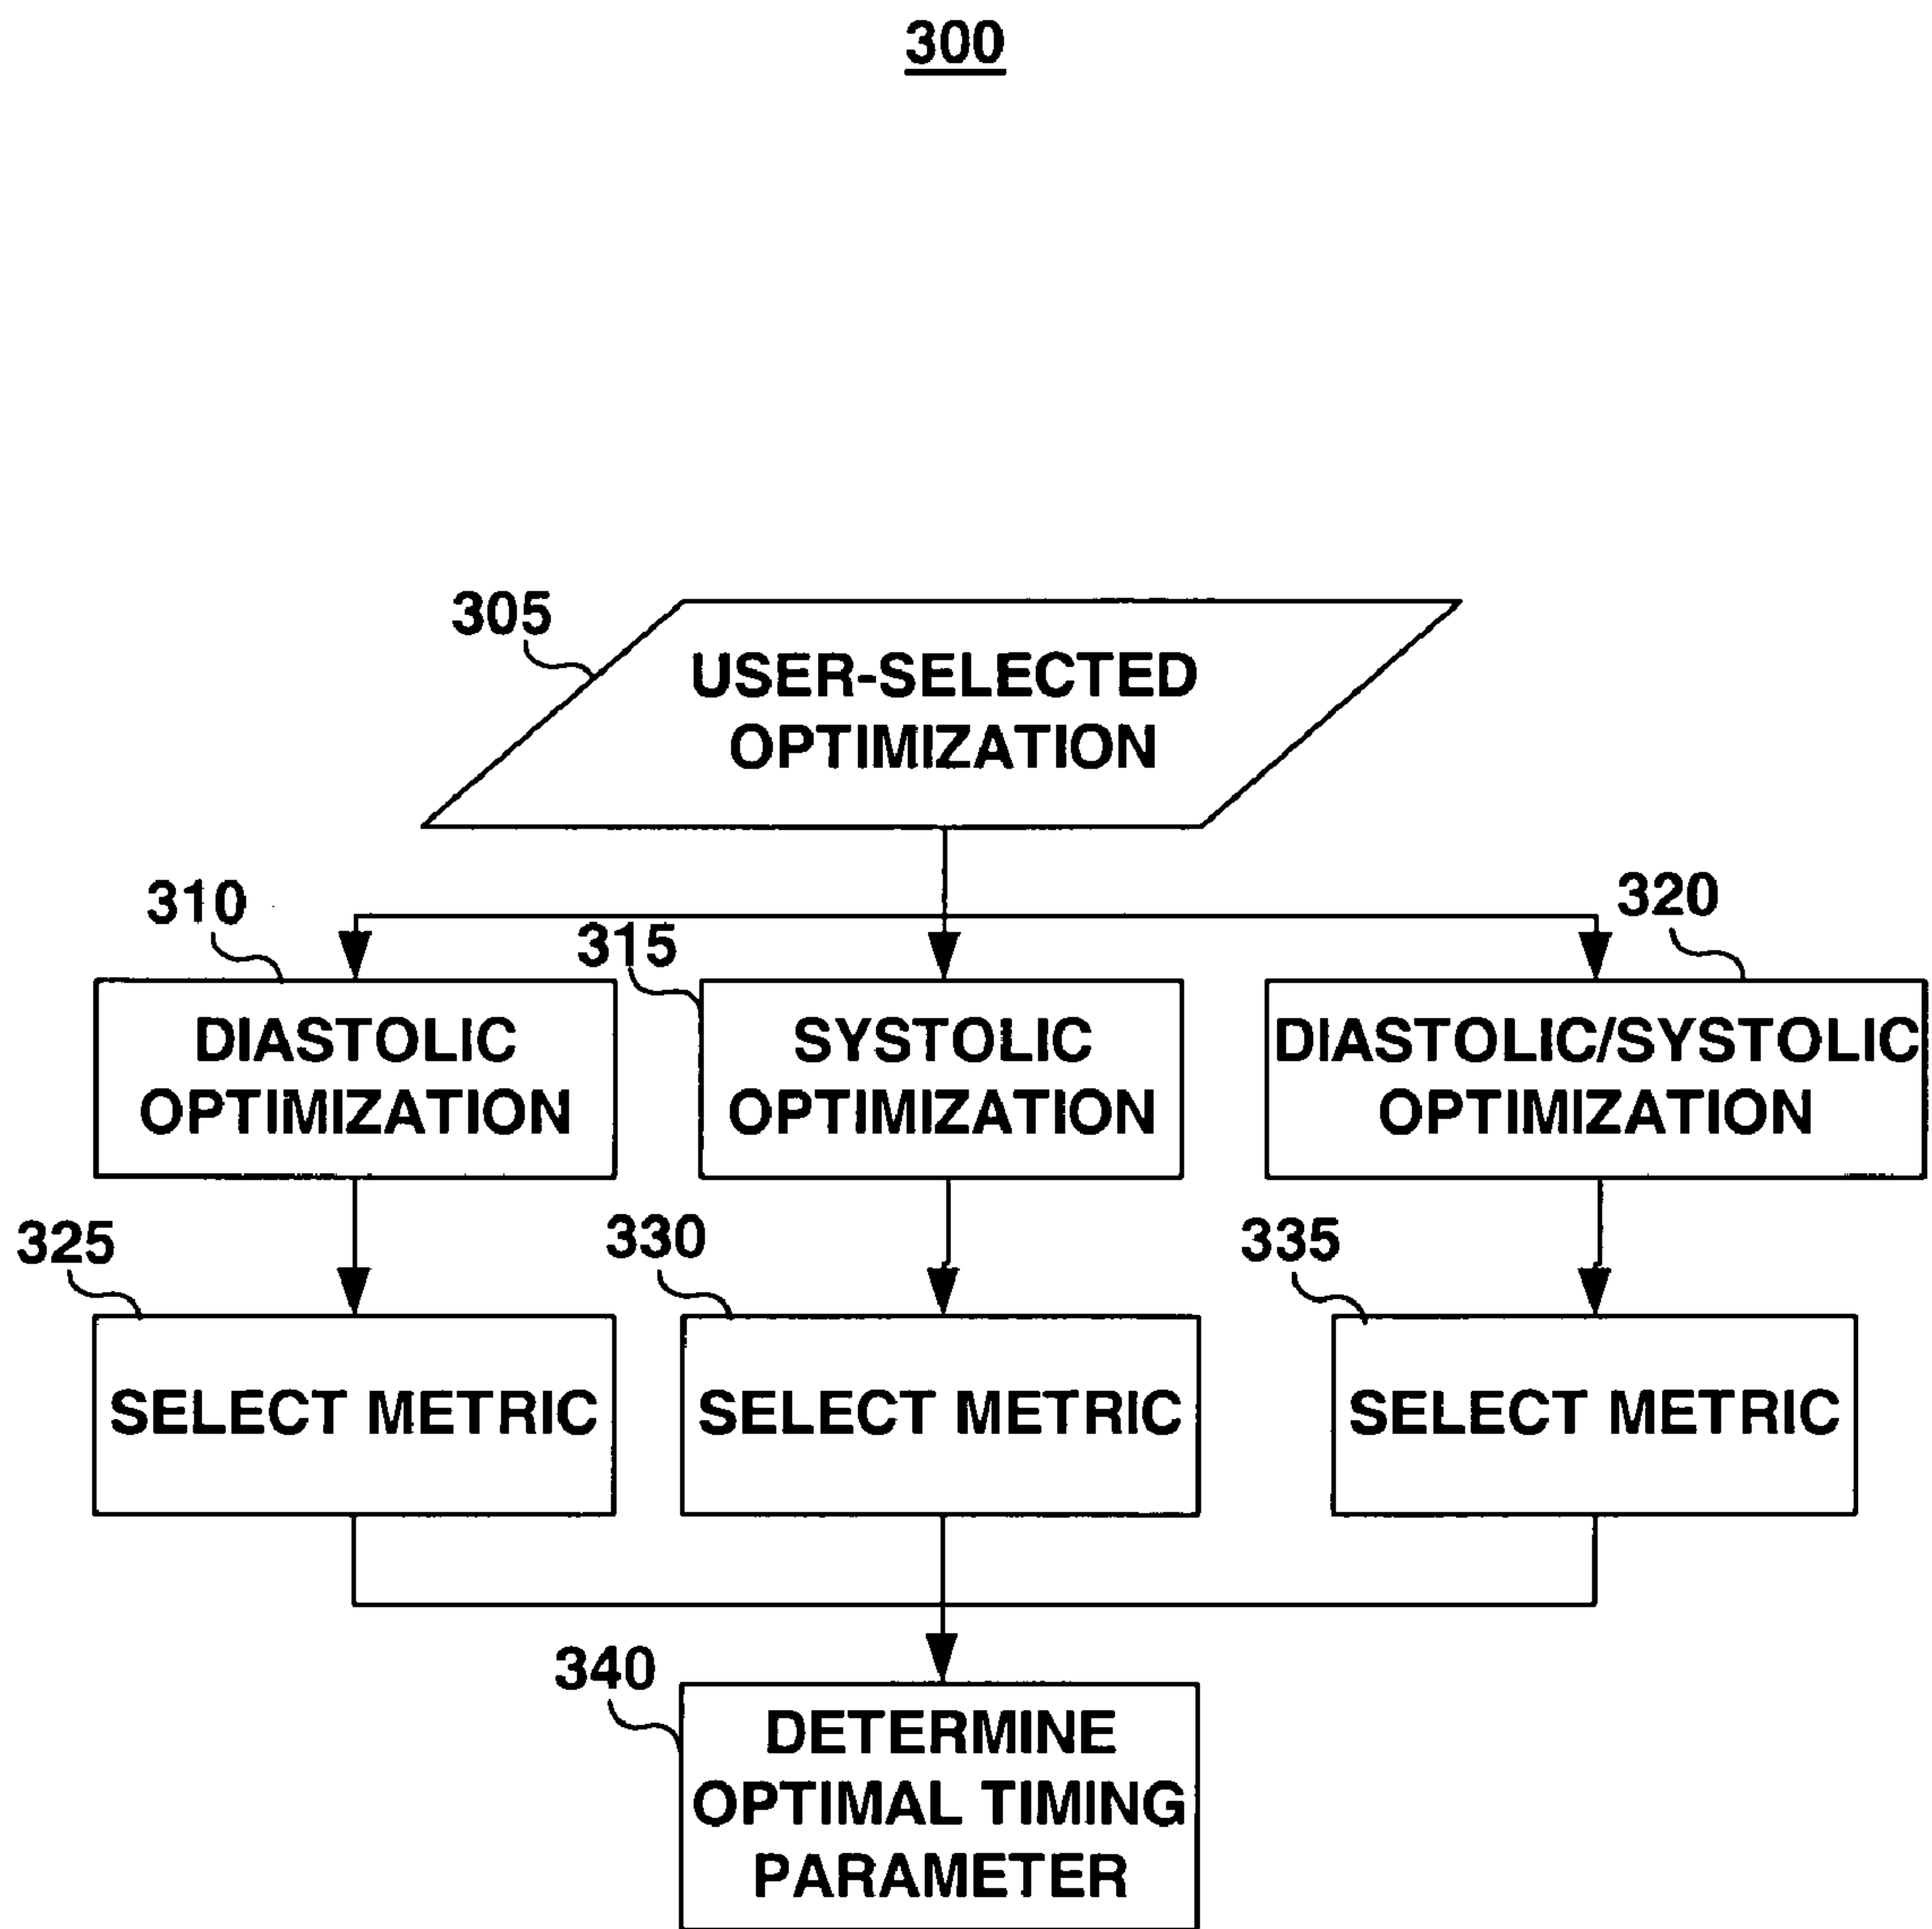 300
305
USER-SELECTED
OPTIMIZATION
310
315
320
DIASTOLIC
OPTIMIZATION
SYSTOLIC
OPTIMIZATION
DIASTOLIC/SYSTOLIC
OPTIMIZATION
325
330
335
SELECT METRIC
SELECT METRIC
SELECT METRIC
340
DETERMINE
OPTIMAL TIMING
PARAMETER